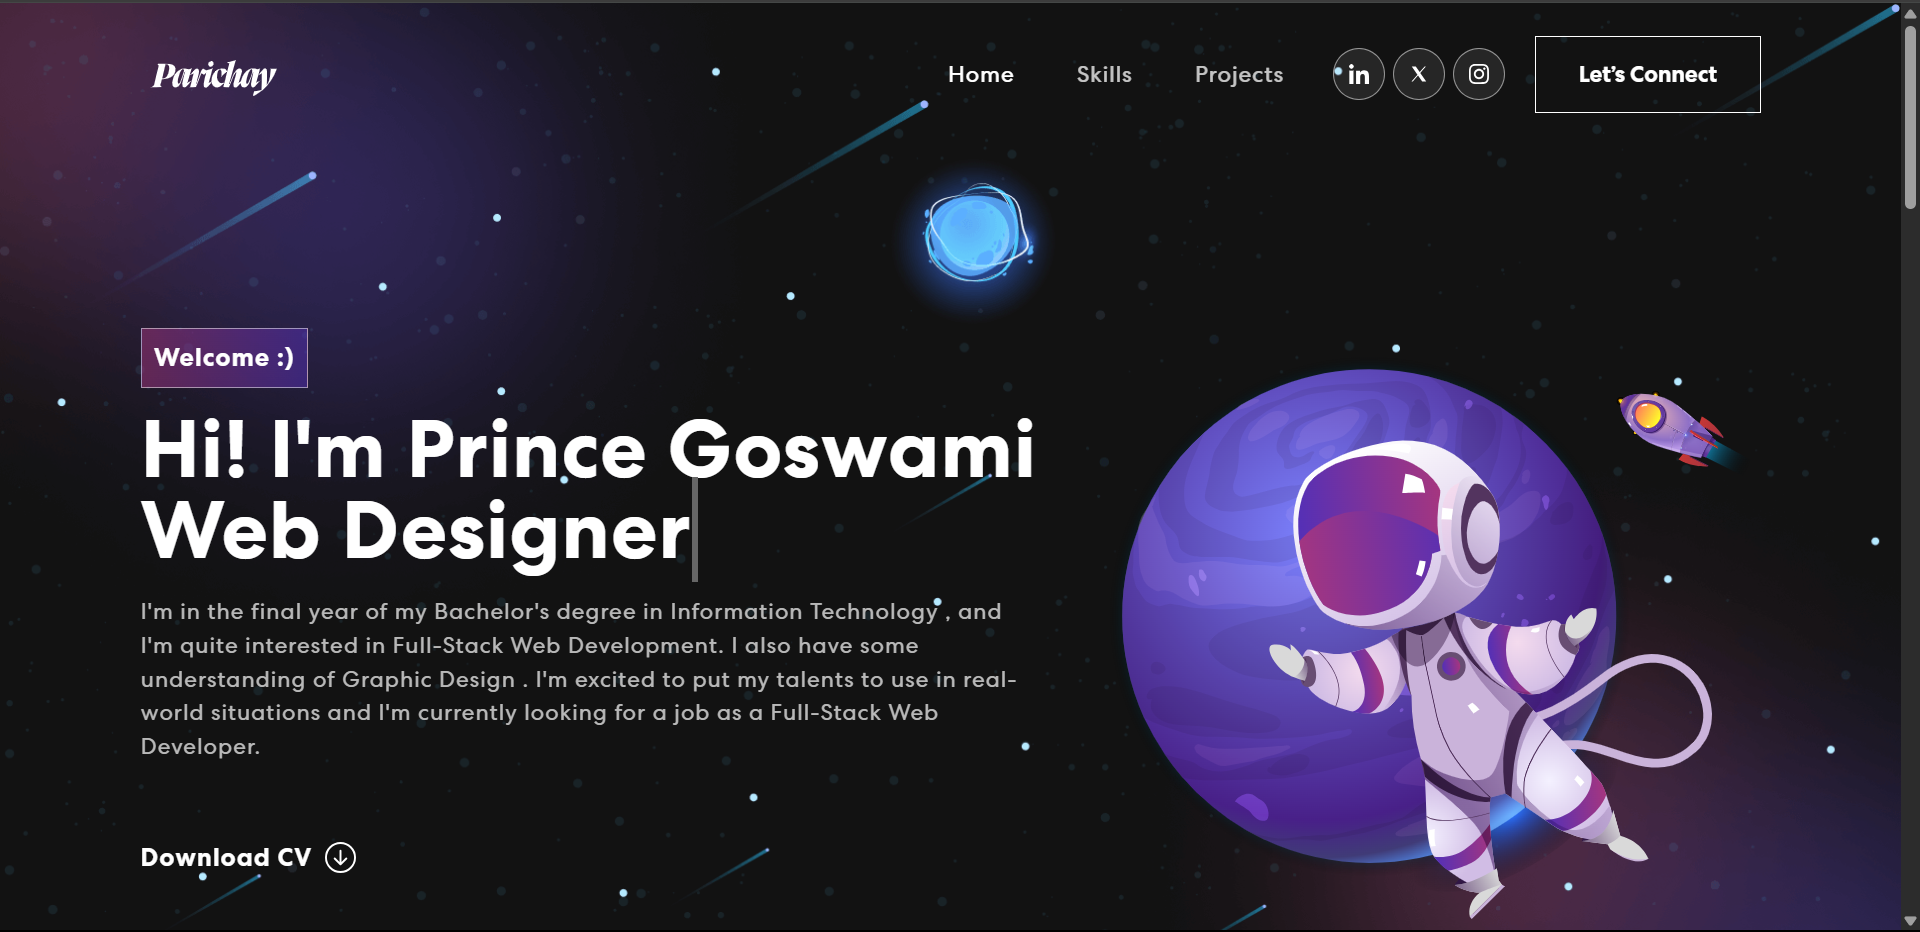 Parichay
Home
Skills
Projects
in
X
Let's Connect
Welcome :)
Hi! I'm Prince Goswami
Web Designer
I'm in the final year of my Bachelor's degree in Information Technology , and
I'm quite interested in Full-Stack Web Development. I also have some
understanding of Graphic Design . I'm excited to put my talents to use in real-
world situations and I'm currently looking for a job as a Full-Stack Web
Developer.
Download CV